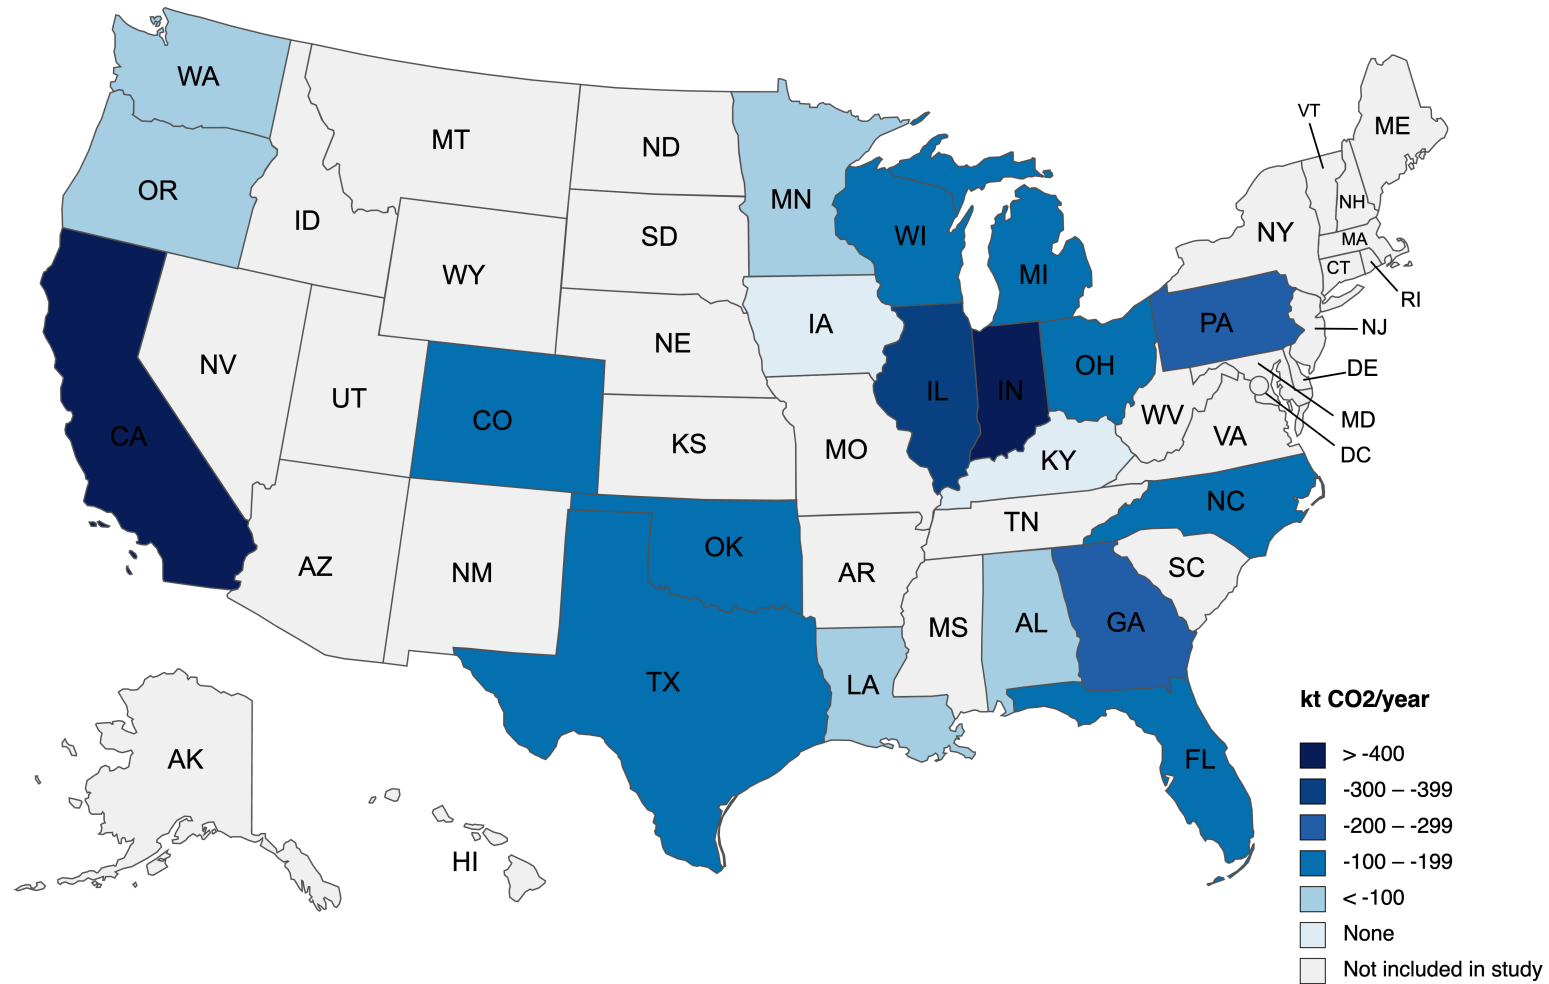 WA
MT
ND
OR
ID
WY
SD
MN
WI
MI
VT
ME
NH
NY
MA
CT
RI
NV
UT
NE
IA
PA
NJ
DE
CA
CO
KS
MO
IL
IN
OH
WV
VA
MD
DC
KY
NC
TN
AZ
NM
OK
AR
SC
MS
AL
GA
TX
LA
FL
AK
HI
kt CO2/year
> -400
-300 – -399
-200 – -299
-100 – -199
< -100
None
Not included in study